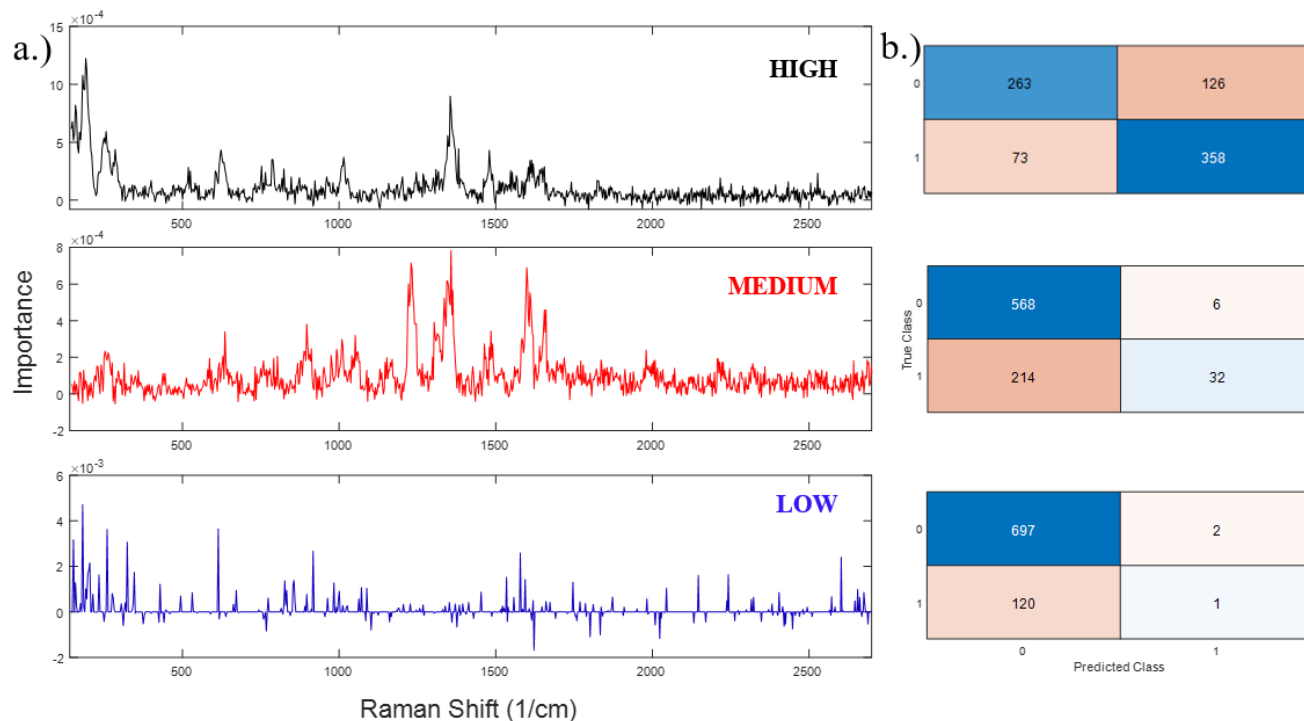 a.)
×10⁻⁴
15
10
5
0
HIGH
500 1000 1500 2000 2500
×10⁻⁴
8
6
4
2
0
-2
MEDIUM
500 1000 1500 2000 2500
×10⁻³
6
4
2
0
-2
LOW
500 1000 1500 2000 2500
Importance
Raman Shift (1/cm)
b.)
0 263 126
1 73 358
0 568 6
1 214 32
True Class
0 697 2
1 120 1
0 1
Predicted Class